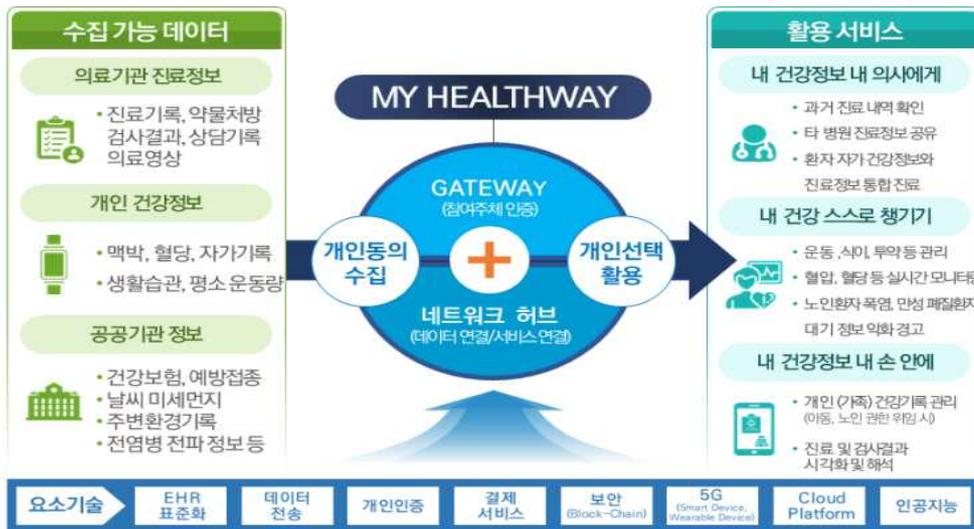 수집 가능 데이터
의료기관 진료정보
• 진료기록, 약물처방
검사결과, 상담기록
의료영상
개인 건강정보
• 맥박, 혈당, 자가기록
• 생활습관, 평소 운동량
공공기관 정보
• 건강보험, 예방접종
• 날씨 미세먼지
• 주변환경기록
• 전염병 전파 정보 등
MY HEALTHWAY
GATEWAY
(참여주체 인증)
개인동의
수집
개인선택
활용
네트워크 허브
(데이터 연결/서비스 연결)
활용 서비스
내 건강정보 내 의사에게
• 과거 진료 내역 확인
• 타 병원 진료정보 공유
• 환자 자가 건강정보와
진료정보 통합 진료
내 건강 스스로 챙기기
• 운동 ,식이, 투약 등 관리
• 혈압, 혈당 등 실시간 모니터링
• 노인환자 폭염, 만성 폐질환자
대기 정보 악화 경고
내 건강정보 내 손 안에
• 개인 (가족) 건강기록 관리
(아동, 노인 권한 위임 시)
• 진료 및 검사결과
시각화 및 해석
요소기술
EHR
표준화
데이터
전송
개인인증
결제
서비스
보안
(Block-Chain)
5G
(Smart Device,
Wearable Device)
Cloud
Platform
인공지능